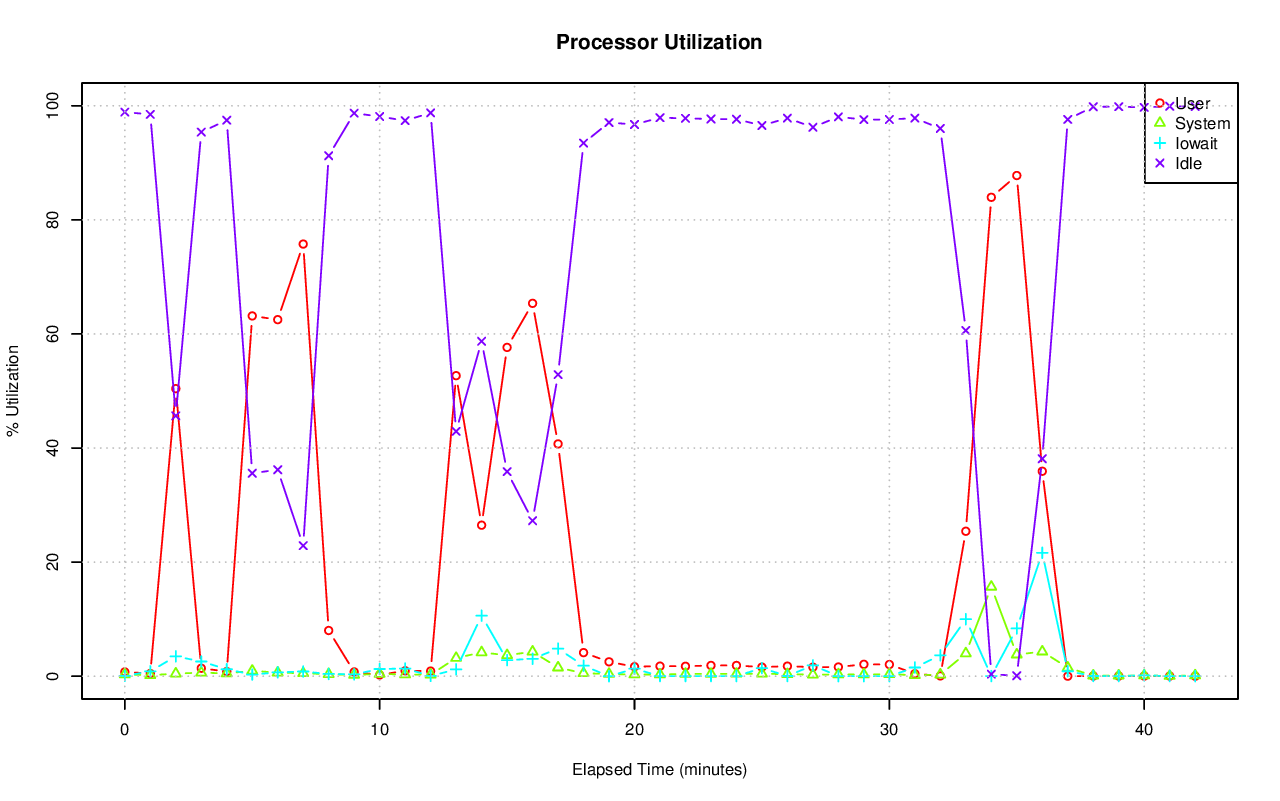 Processor Utilization
% Utilization
100
80
60
40
20
0
User
System
Iowait
Idle
0 10 20 30 40
Elapsed Time (minutes)